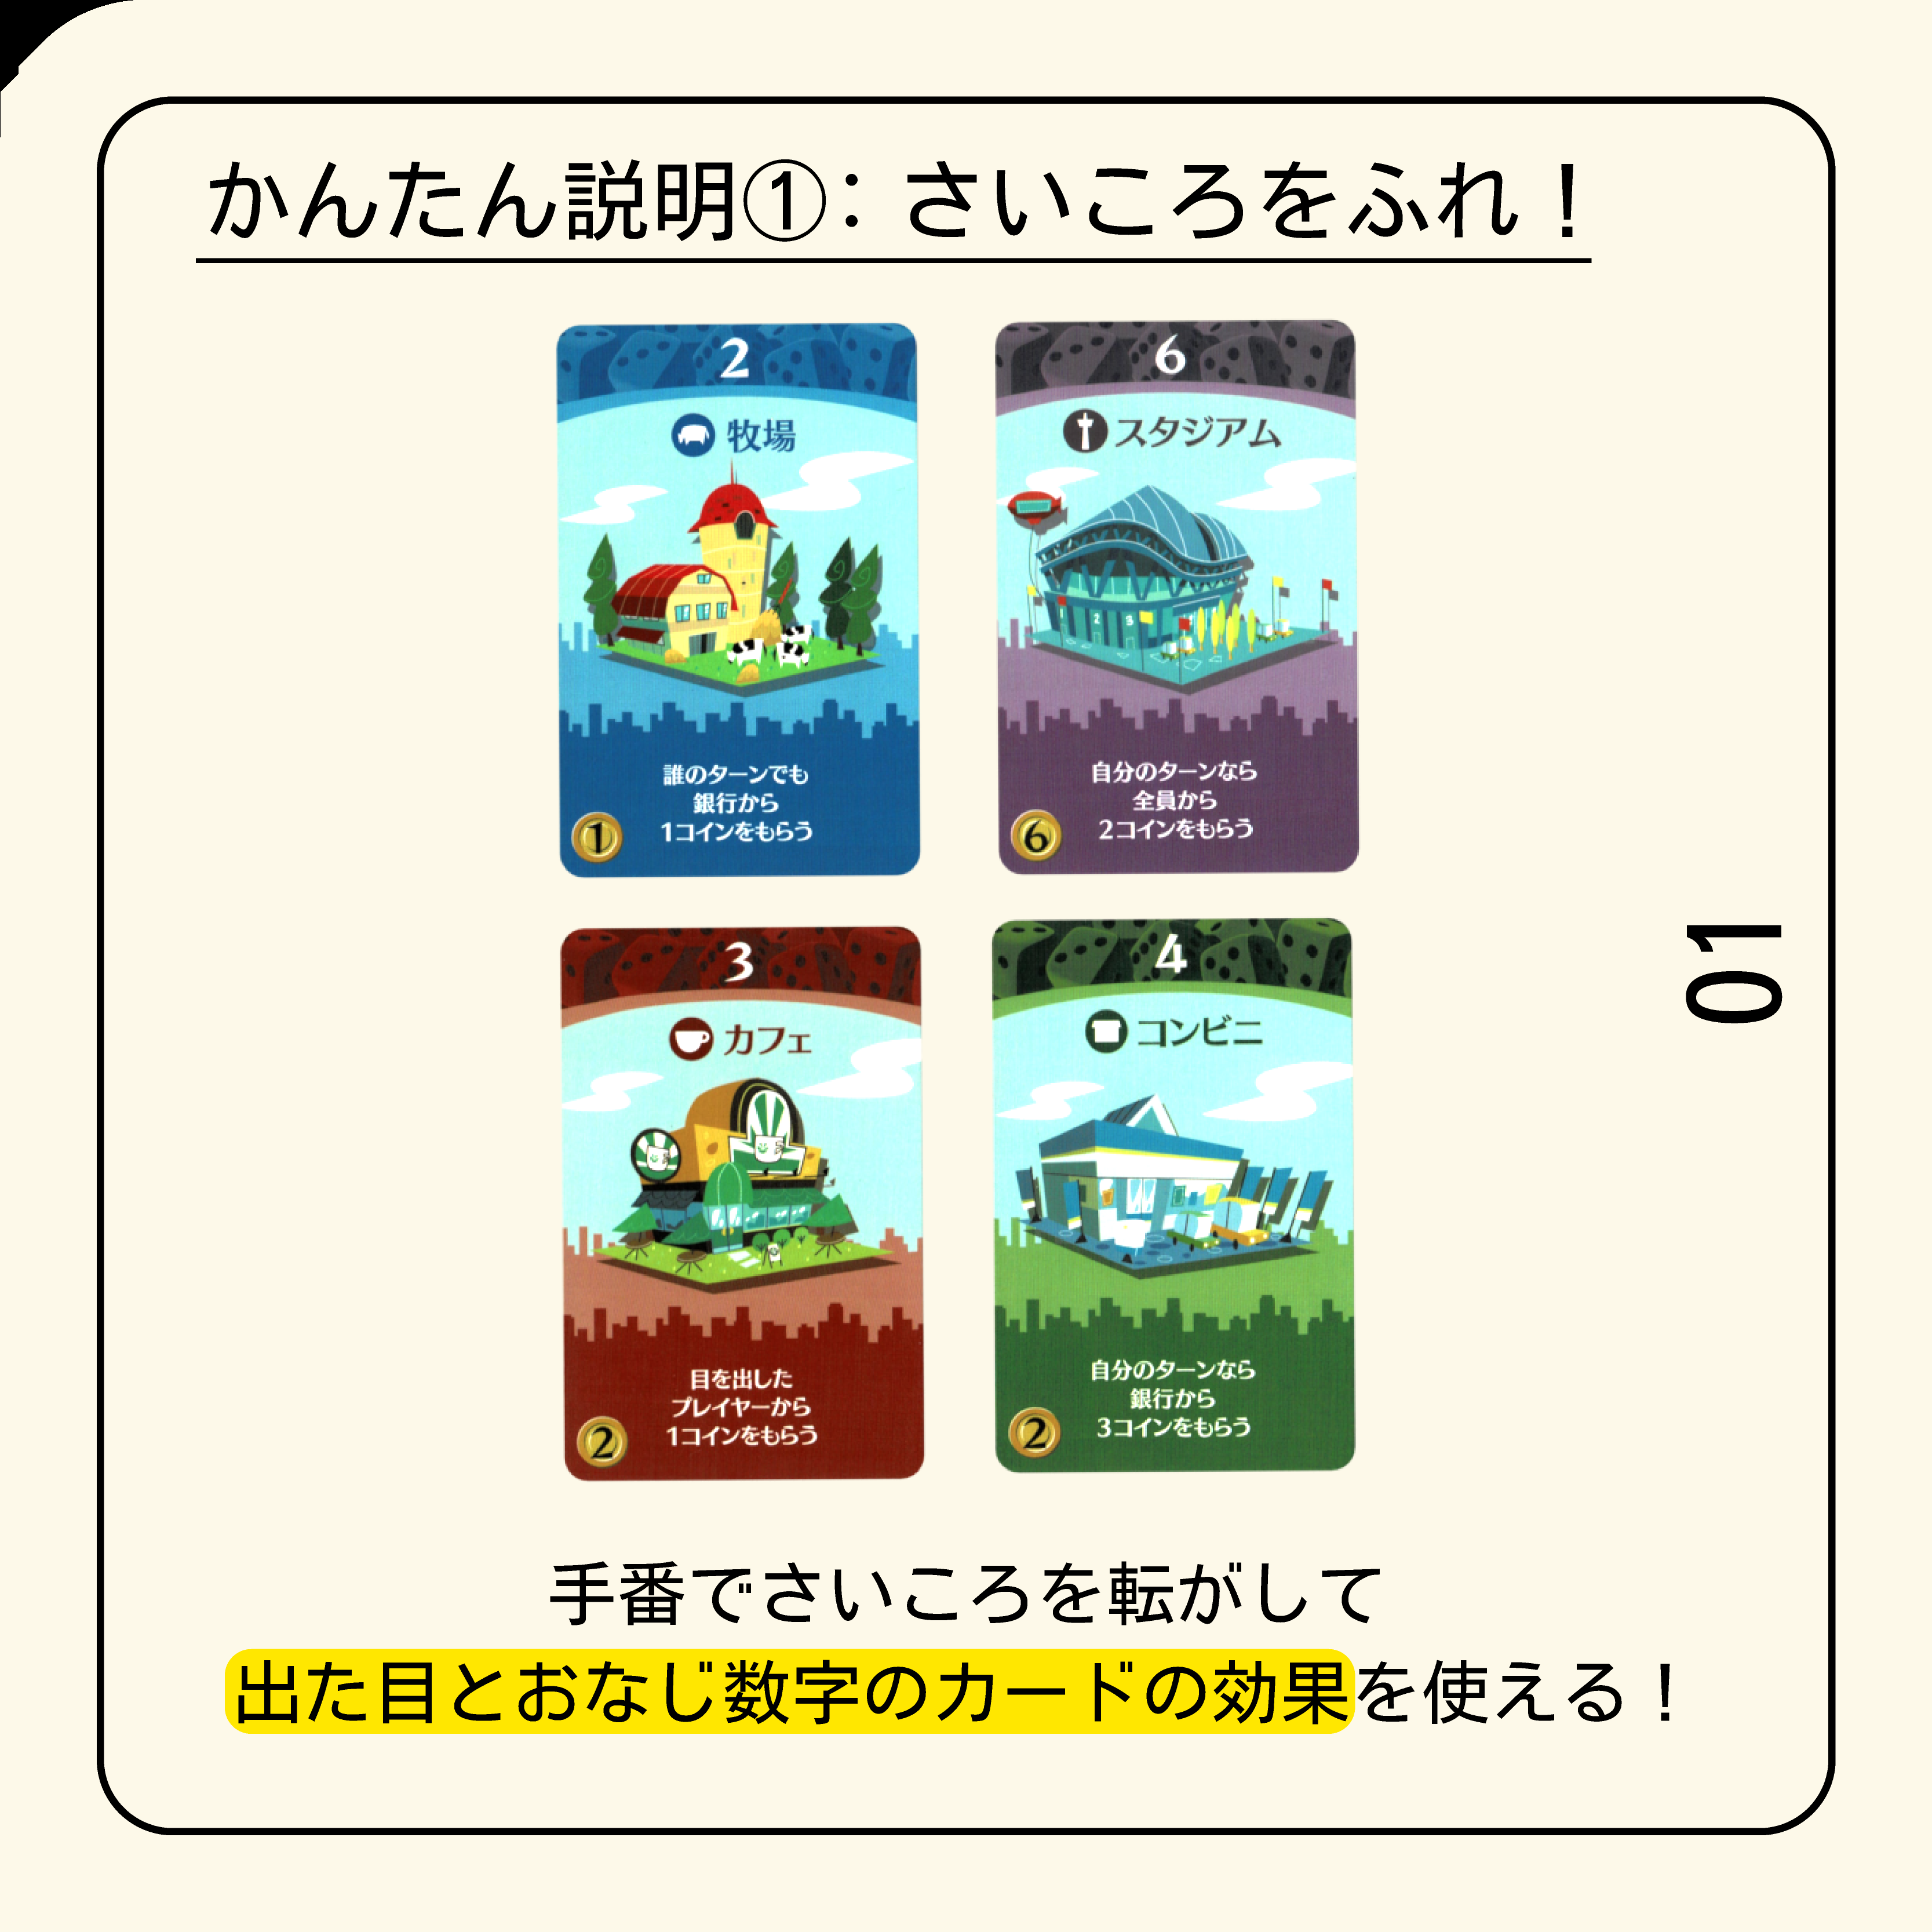 かんたん説明①：さいころをふれ！
2
牧場
誰のターンでも
銀行から
1コインをもらう
1
6
スタジアム
自分のターンなら
全員から
2コインをもらう
6
3
カフェ
目を出した
プレイヤーから
1コインをもらう
2
4
コンビニ
自分のターンなら
銀行から
3コインをもらう
2
01
手番でさいころを転がして
出た目とおなじ数字のカードの効果を使える！